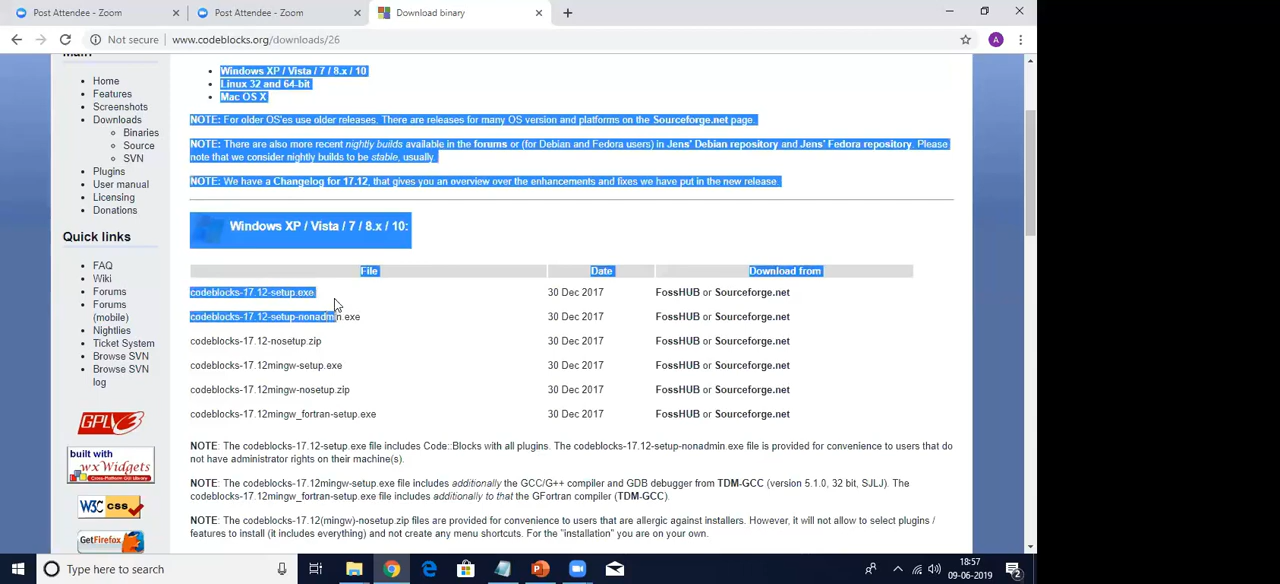 Post Attendee - Zoom
Post Attendee - Zoom
Download binary
Not secure
www.codeblocks.org/downloads/26
A
Main
Home
Features
Screenshots
Downloads
Binaries
Source
SVN
Plugins
User manual
Licensing
Donations
Quick links
FAQ
Wiki
Forums
Forums
(mobile)
Nightlies
Ticket System
Browse SVN
Browse SVN
log
GPLv3
built with
wxWidgets
Cross-Platform GUI Library
W3C css
GetFirefox
Windows XP / Vista / 7 / 8.x / 10
Linux 32 and 64-bit
Mac OS X
NOTE: For older OS'es use older releases. There are releases for many OS version and platforms on the Sourceforge.net page.
NOTE: There are also more recent nightly builds available in the forums or (for Debian and Fedora users) in Jens' Debian repository and Jens' Fedora repository. Please
note that we consider nightly builds to be stable, usually.
NOTE: We have a Changelog for 17.12, that gives you an overview over the enhancements and fixes we have put in the new release.
Windows XP / Vista / 7 / 8.x / 10:
File Date Download from
codeblocks-17.12-setup.exe 30 Dec 2017 FossHUB or Sourceforge.net
codeblocks-17.12-setup-nonadmin.exe 30 Dec 2017 FossHUB or Sourceforge.net
codeblocks-17.12-nosetup.zip 30 Dec 2017 FossHUB or Sourceforge.net
codeblocks-17.12mingw-setup.exe 30 Dec 2017 FossHUB or Sourceforge.net
codeblocks-17.12mingw-nosetup.zip 30 Dec 2017 FossHUB or Sourceforge.net
codeblocks-17.12mingw_fortran-setup.exe 30 Dec 2017 FossHUB or Sourceforge.net
NOTE: The codeblocks-17.12-setup.exe file includes Code::Blocks with all plugins. The codeblocks-17.12-setup-nonadmin.exe file is provided for convenience to users that do
not have administrator rights on their machine(s).
NOTE: The codeblocks-17.12mingw-setup.exe file includes additionally the GCC/G++ compiler and GDB debugger from TDM-GCC (version 5.1.0, 32 bit, SJLJ). The
codeblocks-17.12mingw_fortran-setup.exe file includes additionally to that the GFortran compiler (TDM-GCC).
NOTE: The codeblocks-17.12(mingw)-nosetup.zip files are provided for convenience to users that are allergic against installers. However, it will not allow to select plugins /
features to install (it includes everything) and not create any menu shortcuts. For the "installation" you are on your own.
Type here to search
18:57
09-06-2019
2